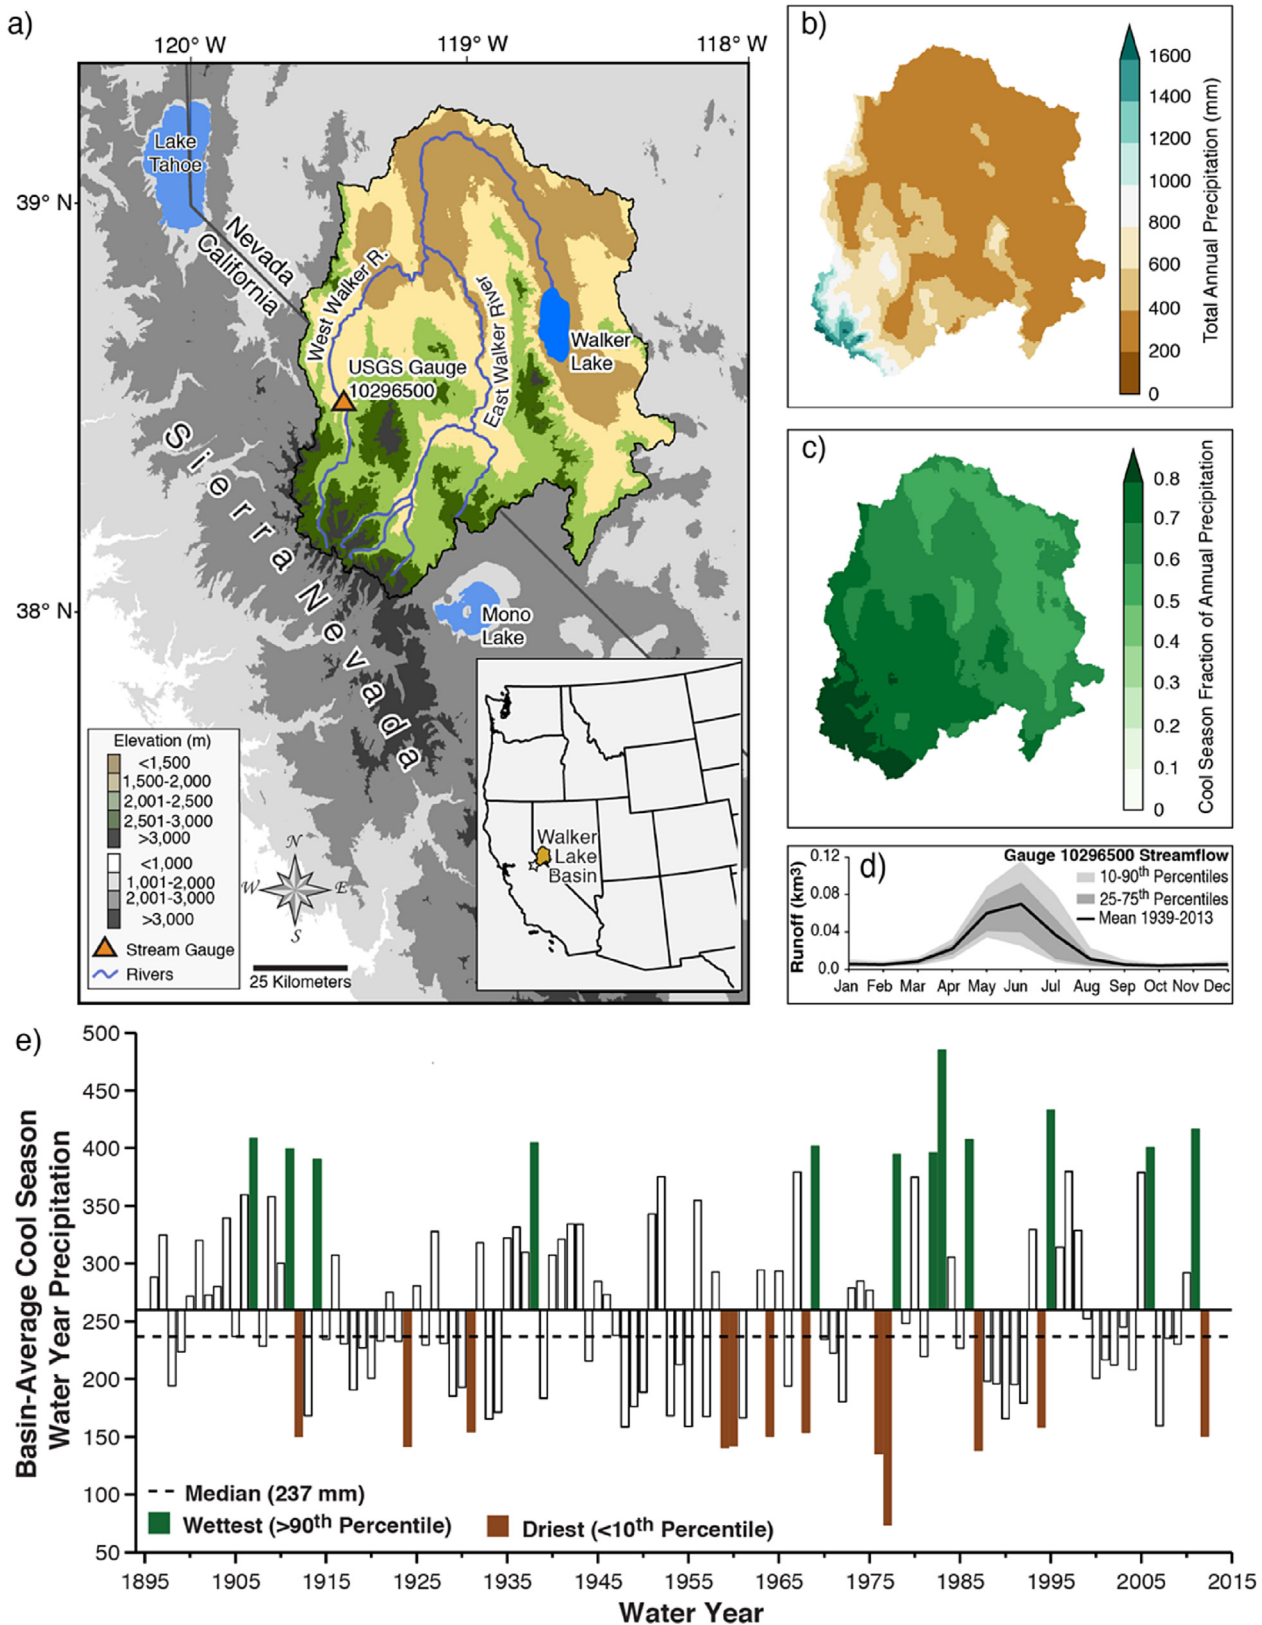 a)
120° W
119° W
118° W
39° N
38° N
Lake
Tahoe
Nevada
California
West Walker R.
East Walker River
USGS Gauge
10296500
Walker
Lake
Sierra Nevada
Mono
Lake
Elevation (m)
<1,500
1,500-2,000
2,001-2,500
2,501-3,000
>3,000
<1,000
1,001-2,000
2,001-3,000
>3,000
Stream Gauge
Rivers
N
W
E
S
25 Kilometers
Walker
Lake
Basin
b)
1600
1400
1200
1000
800
600
400
200
0
Total Annual Precipitation (mm)
c)
0.8
0.7
0.6
0.5
0.4
0.3
0.2
0.1
0
Cool Season Fraction of Annual Precipitation
d)
Gauge 10296500 Streamflow
10-90th Percentiles
25-75th Percentiles
Mean 1939-2013
Runoff (km3)
0.12
0.08
0.04
0.0
Jan Feb Mar Apr May Jun Jul Aug Sep Oct Nov Dec
e)
Basin-Average Cool Season
Water Year Precipitation
500
450
400
350
300
250
200
150
100
50
Median (237 mm)
Wettest (>90th Percentile)
Driest (<10th Percentile)
1895 1905 1915 1925 1935 1945 1955 1965 1975 1985 1995 2005 2015
Water Year